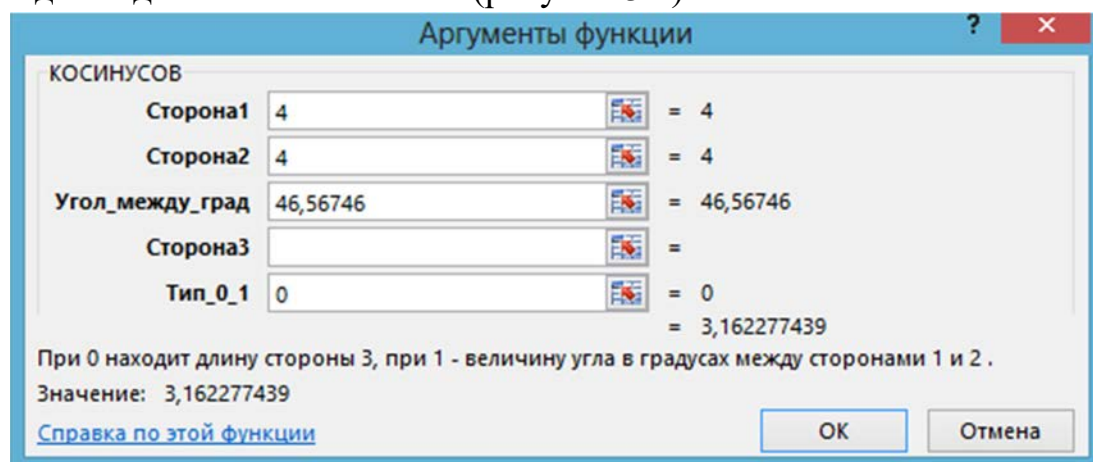 Аргументы функции ? ×
КОСИНУСОВ
Сторона1 4 = 4
Сторона2 4 = 4
Угол_между_град 46,56746 = 46,56746
Сторона3 =
Тип_0_1 0 = 0
= 3,162277439
При 0 находит длину стороны 3, при 1 - величину угла в градусах между сторонами 1 и 2 .
Значение: 3,162277439
Справка по этой функции ОК Отмена